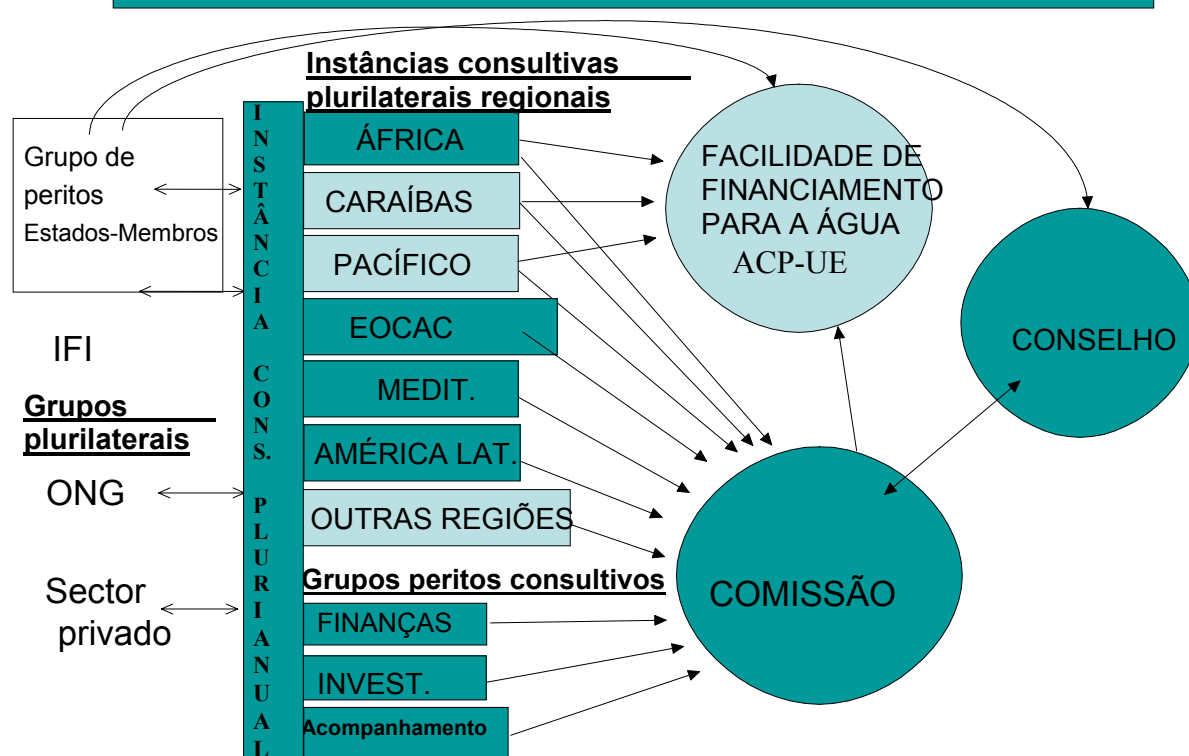 Instâncias consultivas
plurilaterais regionais
Grupo de
peritos
Estados-Membros
IFI
Grupos
plurilaterais
ONG
Sector
privado
INSTÂNCIA CONS. PLURIANUAL
ÁFRICA
CARAÍBAS
PACÍFICO
EOCAC
MEDIT.
AMÉRICA LAT.
OUTRAS REGIÕES
Grupos peritos consultivos
FINANÇAS
INVEST.
Acompanhamento
FACILIDADE DE
FINANCIAMENTO
PARA A ÁGUA
ACP-UE
CONSELHO
COMISSÃO